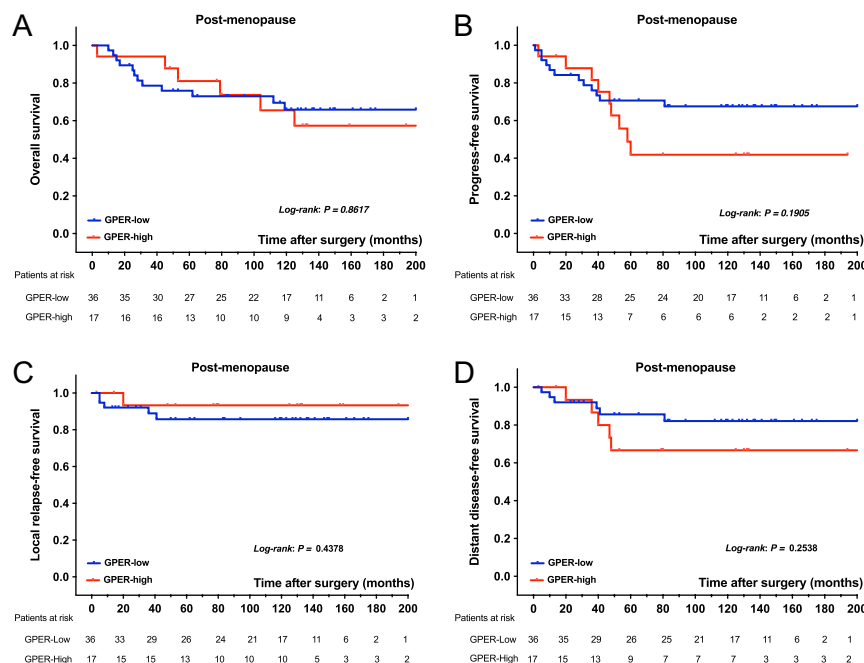 A
Post-menopause
Overall survival
1.0
0.8
0.6
0.4
0.2
0.0
Log-rank: P = 0.8617
GPER-low
GPER-high
Time after surgery (months)
0 20 40 60 80 100 120 140 160 180 200
Patients at risk
GPER-low 36 35 30 27 25 22 17 11 6 2 1
GPER-high 17 16 16 13 10 10 9 4 3 3 2
B
Post-menopause
Progress-free survival
1.0
0.8
0.6
0.4
0.2
0.0
Log-rank: P = 0.1905
GPER-low
GPER-high
Time after surgery (months)
0 20 40 60 80 100 120 140 160 180 200
Patients at risk
GPER-low 36 33 28 25 24 20 17 11 6 2 1
GPER-high 17 15 13 7 6 6 6 2 2 2 1
C
Post-menopause
Local relapse-free survival
1.0
0.8
0.6
0.4
0.2
0.0
Log-rank: P = 0.4378
GPER-low
GPER-high
Time after surgery (months)
0 20 40 60 80 100 120 140 160 180 200
Patients at risk
GPER-Low 36 33 29 26 24 21 17 11 6 2 1
GPER-High 17 15 15 13 10 10 10 5 3 3 2
D
Post-menopause
Distant disease-free survival
1.0
0.8
0.6
0.4
0.2
0.0
Log-rank: P = 0.2538
GPER-low
GPER-high
Time after surgery (months)
0 20 40 60 80 100 120 140 160 180 200
Patients at risk
GPER-Low 36 35 29 26 25 21 17 11 6 2 1
GPER-High 17 15 13 9 7 7 7 3 3 3 2